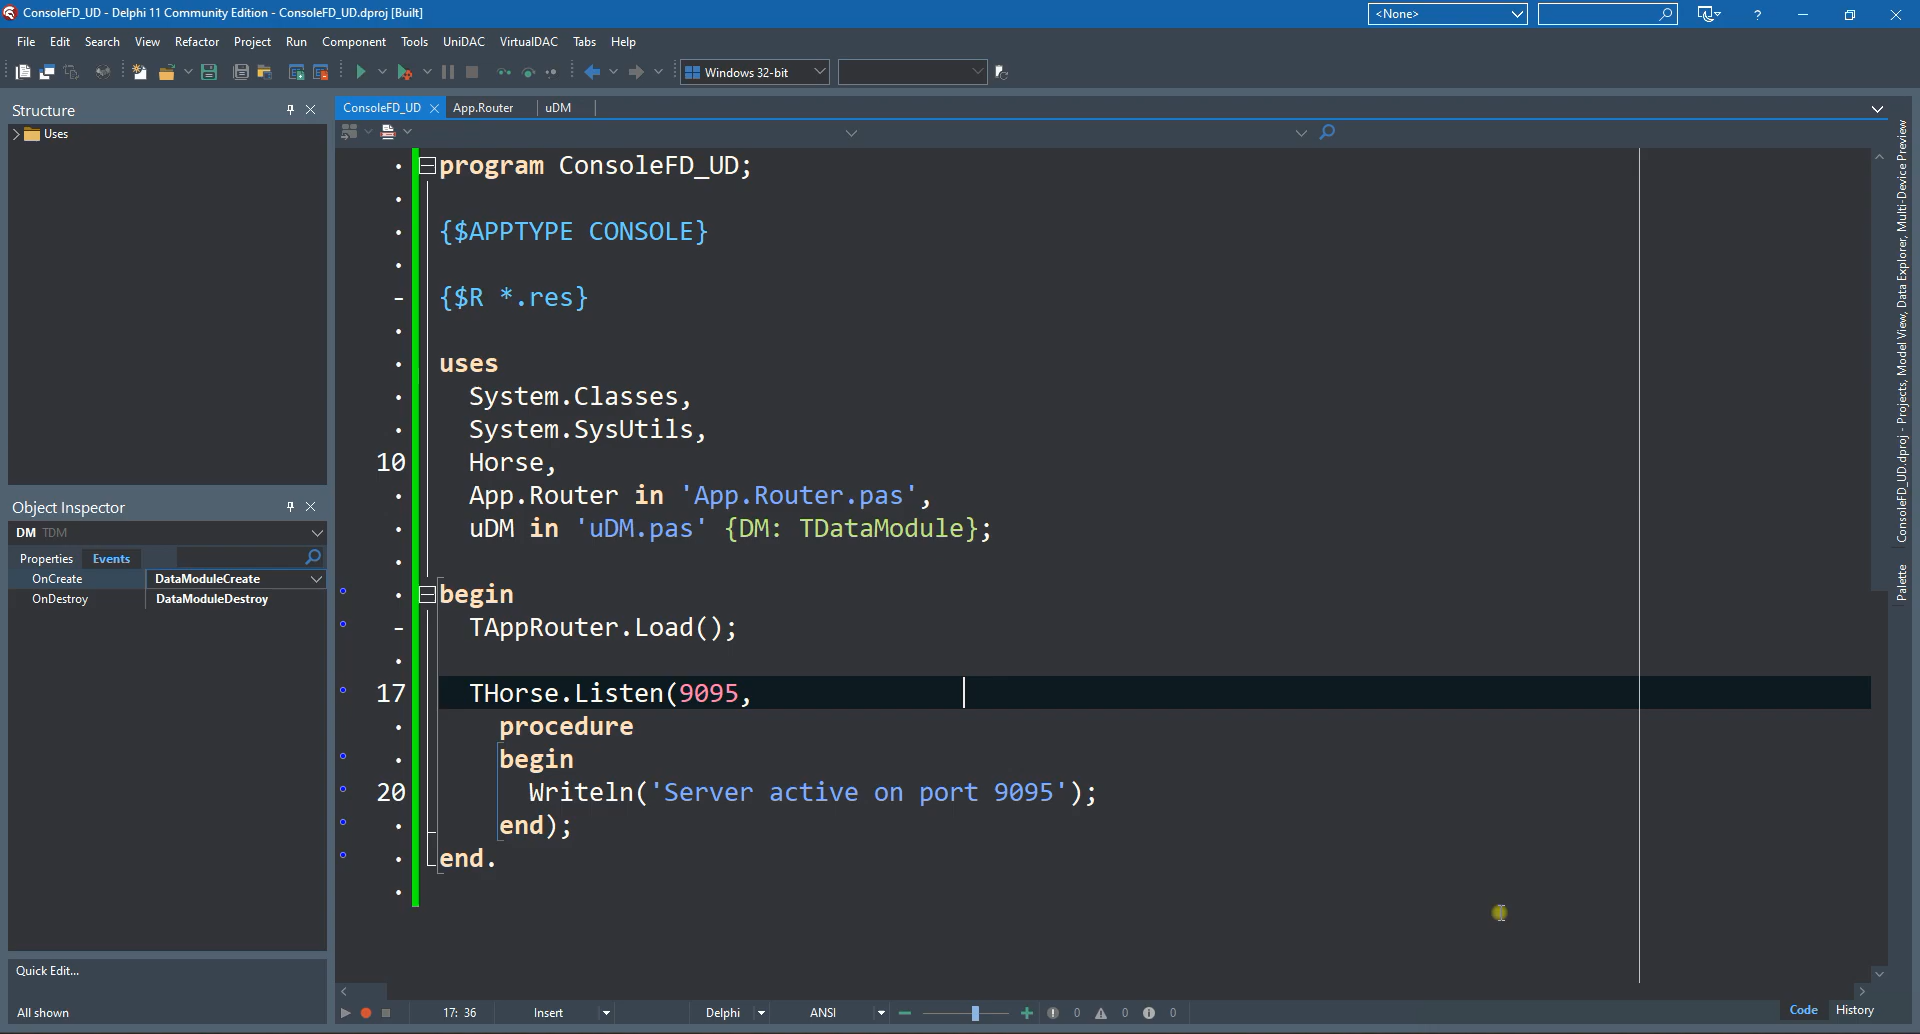 ConsoleFD_UD - Delphi 11 Community Edition - ConsoleFD_UD.dproj [Built]
<None>
?
File Edit Search View Refactor Project Run Component Tools UniDAC VirtualDAC Tabs Help
Windows 32-bit
Structure
Uses
ConsoleFD_UD App.Router uDM
program ConsoleFD_UD;
{$APPTYPE CONSOLE}
{$R *.res}
uses
System.Classes,
System.SysUtils,
10 Horse,
App.Router in 'App.Router.pas',
uDM in 'uDM.pas' {DM: TDataModule};
begin
TAppRouter.Load();
17 THorse.Listen(9095,
procedure
begin
20 Writeln('Server active on port 9095');
end);
end.
Object Inspector
DM TDM
Properties Events
OnCreate DataModuleCreate
OnDestroy DataModuleDestroy
Quick Edit...
All shown
17: 36 Insert Delphi ANSI 0 0 0
Code History
ConsoleFD_UD.dproj - Projects, Model View, Data Explorer, Multi-Device Preview
Palette